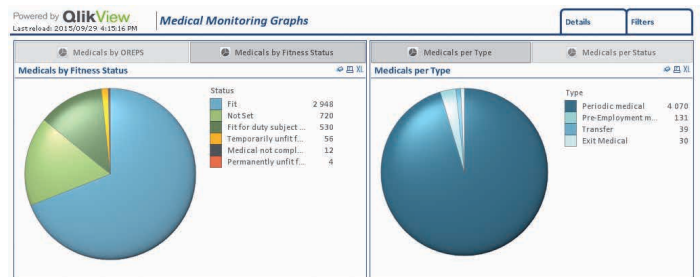 Powered by QlikView
Last reload: 2015/09/29 4:15:16 PM
Medical Monitoring Graphs
Details
Filters
Medicals by OREPS
Medicals by Fitness Status
Medicals per Type
Medicals per Status
Medicals by Fitness Status
XL
Status
Fit 2 948
Not Set 720
Fit for duty subject ... 530
Temporarily unfit f... 56
Medical not compl... 12
Permanently unfit f... 4
Medicals per Type
XL
Type
Periodic medical 4 070
Pre-Employment m... 131
Transfer 39
Exit Medical 30